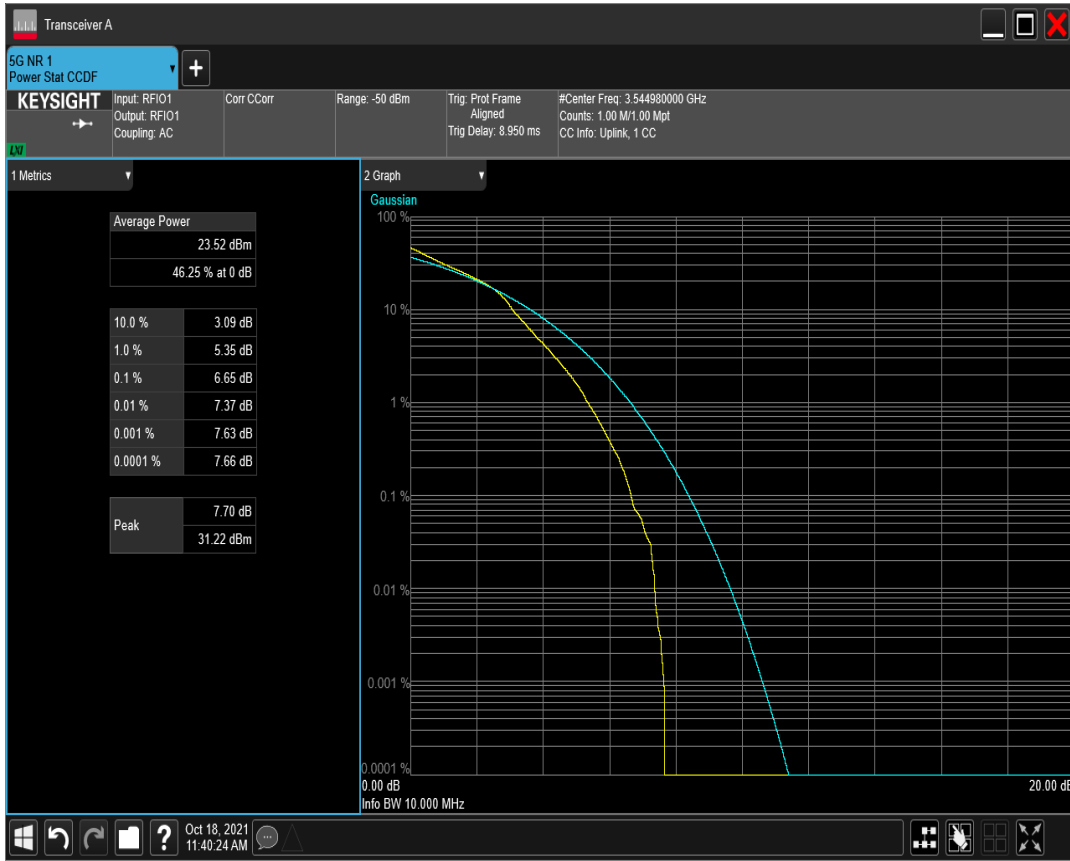 Transceiver A
5G NR 1
Power Stat CCDF
KEYSIGHT
LXI
Input: RFIO1
Output: RFIO1
Coupling: AC
Corr CCorr
Range: -50 dBm
Trig: Prot Frame
Aligned
Trig Delay: 8.950 ms
#Center Freq: 3.544980000 GHz
Counts: 1.00 M/1.00 Mpt
CC Info: Uplink, 1 CC
1 Metrics
Average Power
23.52 dBm
46.25 % at 0 dB
10.0 % 3.09 dB
1.0 % 5.35 dB
0.1 % 6.65 dB
0.01 % 7.37 dB
0.001 % 7.63 dB
0.0001 % 7.66 dB
Peak
7.70 dB
31.22 dBm
2 Graph
Gaussian
100 %
10 %
1 %
0.1 %
0.01 %
0.001 %
0.0001 %
0.00 dB
20.00 dB
Info BW 10.000 MHz
Oct 18, 2021
11:40:24 AM